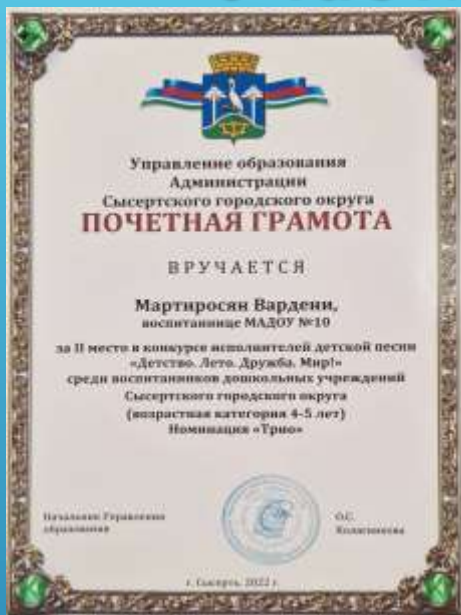 Управление образования
Администрации
Сысертского городского округа
ПОЧЕТНАЯ ГРАМОТА
ВРУЧАЕТСЯ
Мартиросян Вардени,
воспитаннице МАДОУ №10
за II место в конкурсе исполнителей детской песни
«Детство. Лето. Дружба. Мир!»
среди воспитанников дошкольных учреждений
Сысертского городского округа
(возрастная категория 4-5 лет)
Номинация «Трио»
Начальник Управления
образования
О.С.
Колясникова
г. Сысерть, 2022 г.